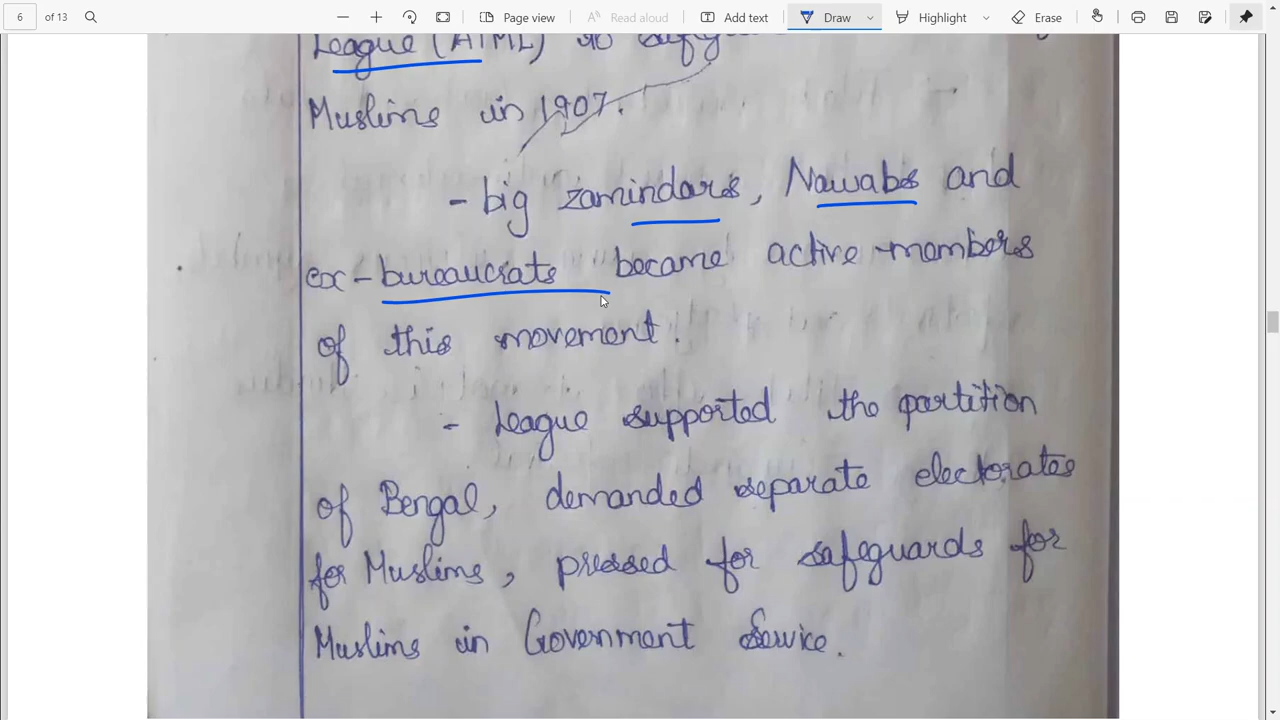 6 of 13 Page view Read aloud Add text Draw Highlight Erase
League (AIML) to
Muslims in 1907.
- big zamindars, Nawabs and
ex-bureaucrats became active members
of this movement.
- League supported the partition
of Bengal, demanded separate electorates
for Muslims, pressed for safeguards for
Muslims in Government Service.